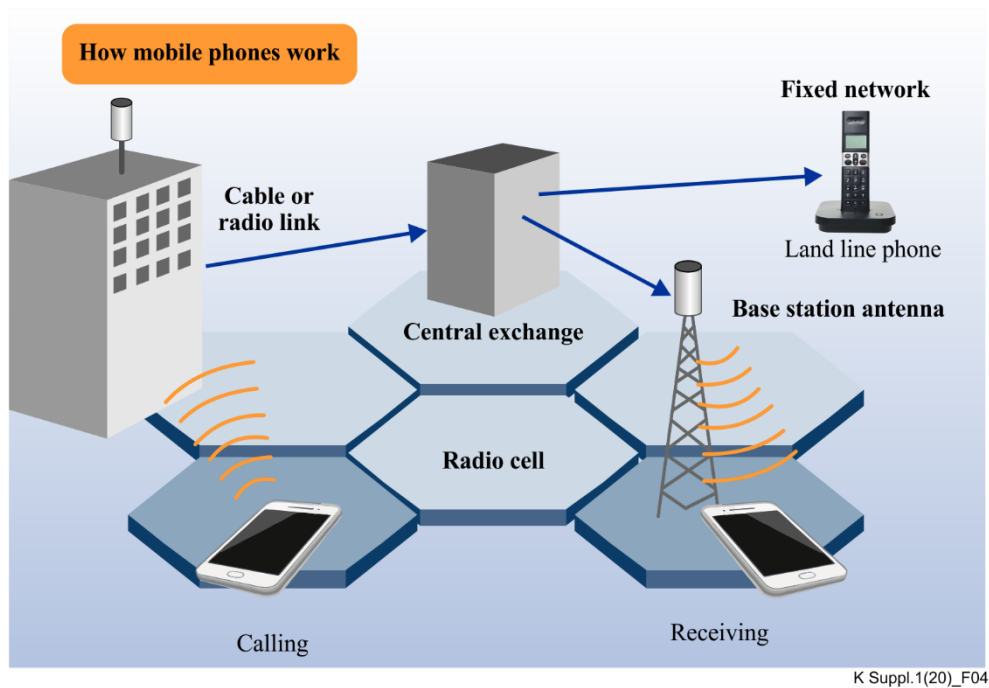 How mobile phones work
Fixed network
Cable or
radio link
Land line phone
Base station antenna
Central exchange
Radio cell
Calling
Receiving
K Suppl.1(20)_F04